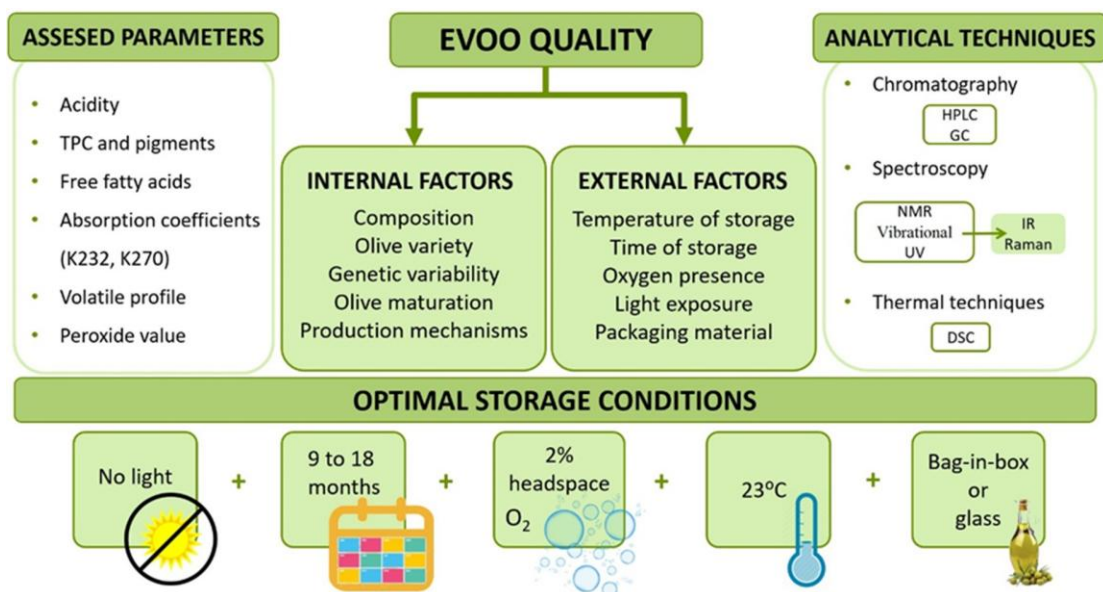 ASSESED PARAMETERS
• Acidity
• TPC and pigments
• Free fatty acids
• Absorption coefficients
(K232, K270)
• Volatile profile
• Peroxide value
EVOO QUALITY
INTERNAL FACTORS
Composition
Olive variety
Genetic variability
Olive maturation
Production mechanisms
EXTERNAL FACTORS
Temperature of storage
Time of storage
Oxygen presence
Light exposure
Packaging material
ANALYTICAL TECHNIQUES
• Chromatography
HPLC
GC
• Spectroscopy
NMR
Vibrational
UV
IR
Raman
• Thermal techniques
DSC
OPTIMAL STORAGE CONDITIONS
No light
+
9 to 18
months
+
2%
headspace
O₂
+
23ºC
+
Bag-in-box
or
glass